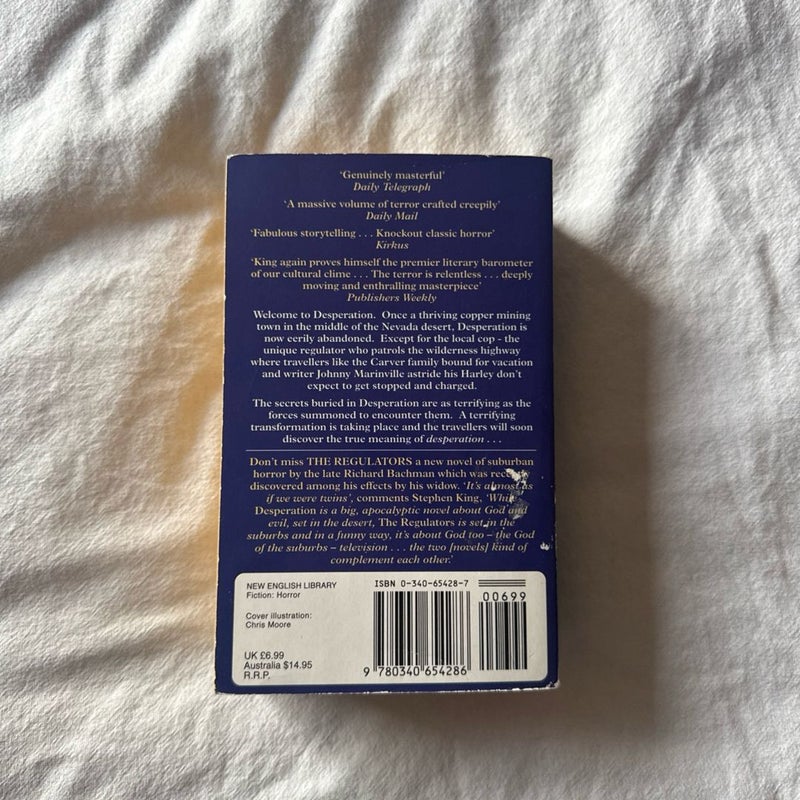 ‘Genuinely masterful’
Daily Telegraph
‘A massive volume of terror crafted creepily’
Daily Mail
‘Fabulous storytelling . . . Knockout classic horror’
Kirkus
‘King again proves himself the premier literary barometer
of our cultural clime . . . The terror is relentless . . . deeply
moving and enthralling masterpiece’
Publishers Weekly
Welcome to Desperation. Once a thriving copper mining
town in the middle of the Nevada desert, Desperation is
now eerily abandoned. Except for the local cop - the
unique regulator who patrols the wilderness highway
where travellers like the Carver family bound for vacation
and writer Johnny Marinville astride his Harley don’t
expect to get stopped and charged.
The secrets buried in Desperation are as terrifying as the
forces summoned to encounter them. A terrifying
transformation is taking place and the travellers will soon
discover the true meaning of desperation . . .
Don’t miss THE REGULATORS a new novel of suburban
horror by the late Richard Bachman which was
discovered among his effects by his widow. ‘It’s almost as
if we were twins’, comments Stephen King, ‘While
Desperation is a big, apocalyptic novel about God and
evil, set in the desert, The Regulators is set in the
suburbs and in a funny way, it’s about God too – the God
of the suburbs – television . . . the two [novels] kind of
complement each other.’
NEW ENGLISH LIBRARY
Fiction: Horror
Cover illustration:
Chris Moore
UK £6.99
Australia $14.95
R.R.P.
ISBN 0-340-65428-7
00699
9 780340 654286